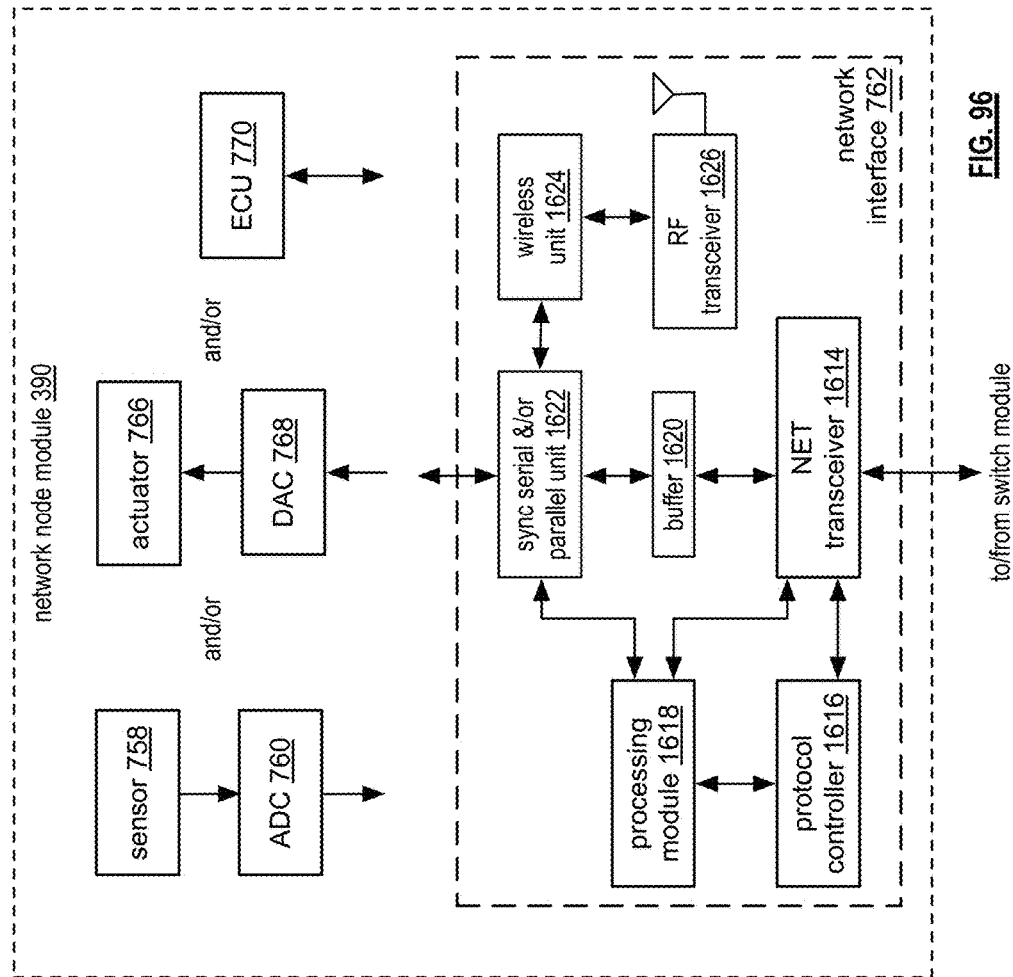 network node module 390
sensor 758
ADC 760
and/or
actuator 766
DAC 768
and/or
ECU 770
sync serial &/or
parallel unit 1622
wireless
unit 1624
processing
module 1618
buffer 1620
RF
transceiver 1626
protocol
controller 1616
NET
transceiver 1614
network
interface 762
to/from switch module
FIG. 96